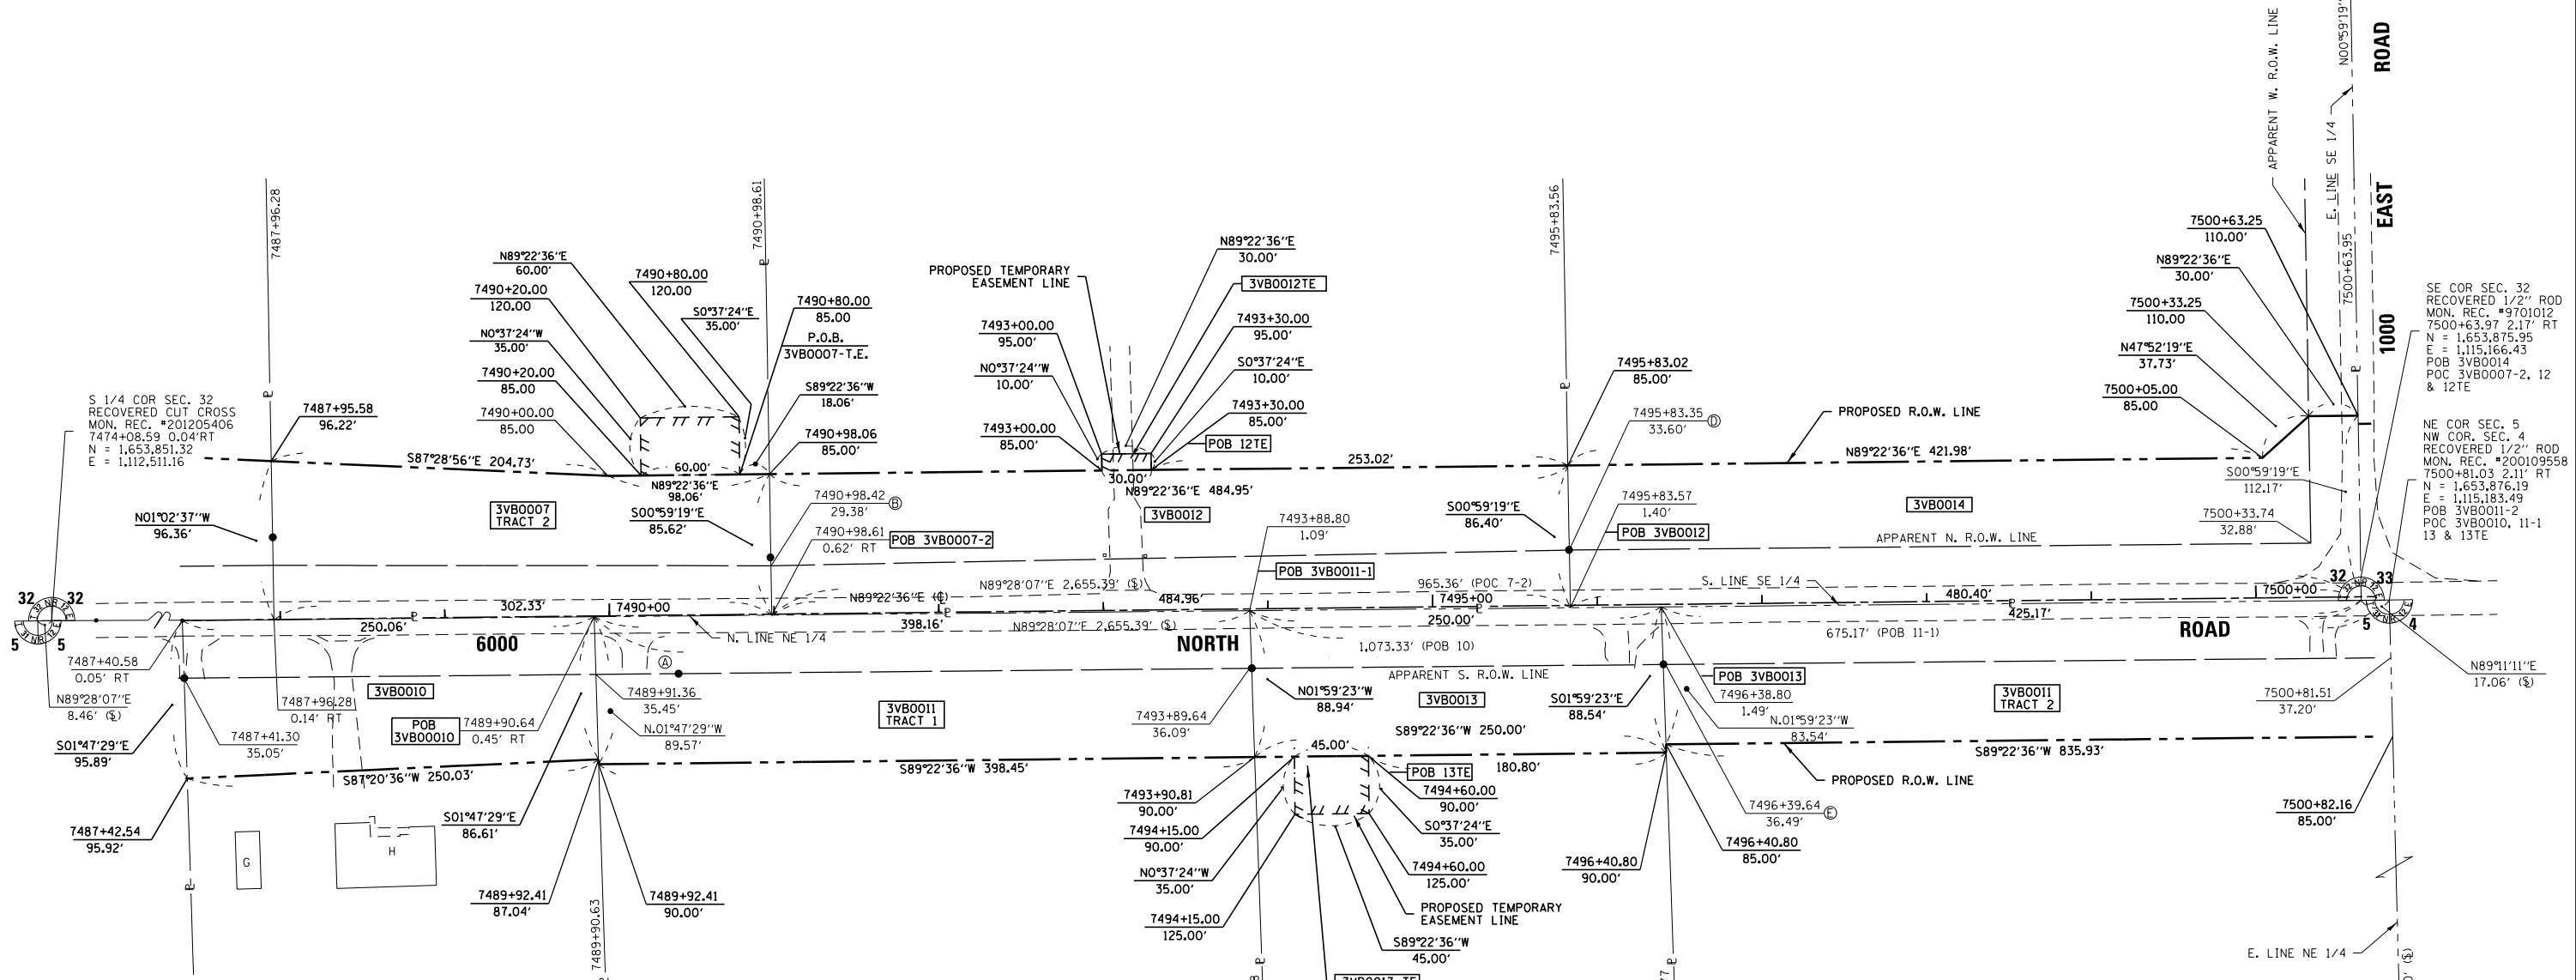 S 1/4 COR SEC. 32
RECOVERED CUT CROSS
MON. REC. #201205406
7474+08.59 0.04'RT
N = 1,653,851.32
E = 1,112,511.16
7487+96.28
7487+95.58
96.22'
N01°02'37"W
96.36'
S87°28'56"E 204.73'
N89°22'36"E
60.00'
7490+20.00
120.00
N0°37'24"W
35.00'
7490+20.00
85.00
7490+00.00
85.00
7490+80.00
120.00
S0°37'24"E
35.00'
7490+98.61
7490+80.00
85.00
P.O.B.
3VB0007-T.E.
S89°22'36"W
18.06'
7490+98.06
85.00'
60.00'
N89°22'36"E
98.06'
3VB0007
TRACT 2
S00°59'19"E
85.62'
7490+98.42
29.38'
B
7490+98.61
0.62' RT
POB 3VB0007-2
PROPOSED TEMPORARY
EASEMENT LINE
7493+00.00
95.00'
N0°37'24"W
10.00'
7493+00.00
85.00'
N89°22'36"E
30.00'
3VB0012TE
7493+30.00
95.00'
S0°37'24"E
10.00'
7493+30.00
85.00'
POB 12TE
253.02'
30.00'
N89°22'36"E 484.95'
3VB0012
7493+88.80
1.09'
POB 3VB0011-1
7495+83.56
7495+83.02
85.00'
7495+83.35
33.60'
D
S00°59'19"E
86.40'
7495+83.57
1.40'
POB 3VB0012
PROPOSED R.O.W. LINE
N89°22'36"E 421.98'
3VB0014
APPARENT N. R.O.W. LINE
APPARENT W. R.O.W. LINE
E. LINE SE 1/4
N00°59'19"
ROAD
EAST
1000
7500+63.95
7500+63.25
110.00'
N89°22'36"E
30.00'
7500+33.25
110.00
N47°52'19"E
37.73'
7500+05.00
85.00
S00°59'19"E
112.17'
7500+33.74
32.88'
SE COR SEC. 32
RECOVERED 1/2" ROD
MON. REC. #9701012
7500+63.97 2.17' RT
N = 1,653,875.95
E = 1,115,166.43
POB 3VB0014
POC 3VB0007-2, 12
& 12TE
NE COR SEC. 5
NW COR. SEC. 4
RECOVERED 1/2" ROD
MON. REC. #200109558
7500+81.03 2.11' RT
N = 1,653,876.19
E = 1,115,183.49
POB 3VB0011-2
POC 3VB0010, 11-1
13 & 13TE
32
32
5
5
302.33'
7490+00
250.06'
6000
N. LINE NE 1/4
N89°22'36"E (℄)
N89°28'07"E 2,655.39' (SL)
484.96'
398.16'
N89°28'07"E 2,655.39' (SL)
NORTH
965.36' (POC 7-2)
7495+00
250.00'
1,073.33' (POB 10)
S. LINE SE 1/4
480.40'
7500+00
425.17'
675.17' (POB 11-1)
ROAD
32
33
5
4
7487+40.58
0.05' RT
N89°28'07"E
8.46' (SL)
3VB0010
7487+96.28
0.14' RT
7487+41.30
35.05'
S01°47'29"E
95.89'
7487+42.54
95.92'
POB
3VB00010
7489+90.64
0.45' RT
A
7489+91.36
35.45'
N.01°47'29"W
89.57'
S87°20'36"W 250.03'
S01°47'29"E
86.61'
G
H
7489+92.41
87.04'
7489+90.63
7489+92.41
90.00'
3VB0011
TRACT 1
S89°22'36"W 398.45'
7493+89.64
36.09'
N01°59'23"W
88.94'
APPARENT S. R.O.W. LINE
3VB0013
S89°22'36"W 250.00'
45.00'
POB 13TE
180.80'
7493+90.81
90.00'
7494+15.00
90.00'
N0°37'24"W
35.00'
7494+15.00
125.00'
7494+60.00
90.00'
S0°37'24"E
35.00'
7494+60.00
125.00'
PROPOSED TEMPORARY
EASEMENT LINE
S89°22'36"W
45.00'
S01°59'23"E
88.54'
POB 3VB0013
7496+38.80
1.49'
N.01°59'23"W
83.54'
7496+39.64
36.49'
E
7496+40.80
85.00'
7496+40.80
90.00'
3VB0011
TRACT 2
S89°22'36"W 835.93'
PROPOSED R.O.W. LINE
7500+81.51
37.20'
7500+82.16
85.00'
N89°11'11"E
17.06' (SL)
E. LINE NE 1/4